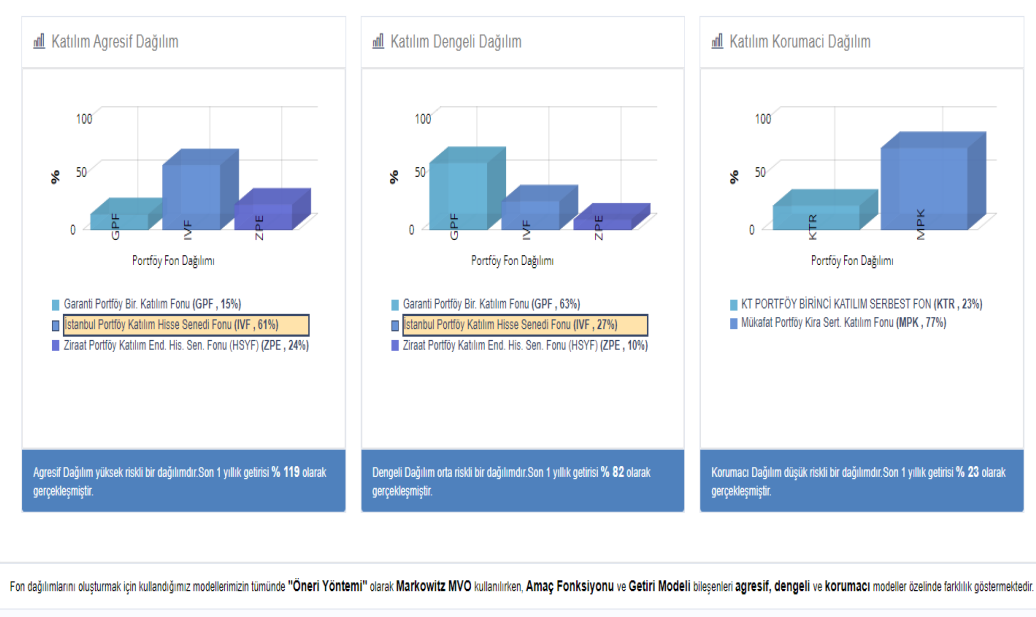 Katılım Agresif Dağılım
100
50
0
%
GPF
IVF
ZPE
Portföy Fon Dağılımı
Garanti Portföy Bir. Katılım Fonu (GPF , 15%)
İstanbul Portföy Katılım Hisse Senedi Fonu (IVF , 61%)
Ziraat Portföy Katılım End. His. Sen. Fonu (HSYF) (ZPE , 24%)
Agresif Dağılım yüksek riskli bir dağılımdır.Son 1 yıllık getirisi % 119 olarak
gerçekleşmiştir.
Katılım Dengeli Dağılım
100
50
0
%
GPF
IVF
ZPE
Portföy Fon Dağılımı
Garanti Portföy Bir. Katılım Fonu (GPF , 63%)
İstanbul Portföy Katılım Hisse Senedi Fonu (IVF , 27%)
Ziraat Portföy Katılım End. His. Sen. Fonu (HSYF) (ZPE , 10%)
Dengeli Dağılım orta riskli bir dağılımdır.Son 1 yıllık getirisi % 82 olarak
gerçekleşmiştir.
Katılım Korumaci Dağılım
100
50
0
%
KTR
MPK
Portföy Fon Dağılımı
KT PORTFÖY BİRİNCİ KATILIM SERBEST FON (KTR , 23%)
Mükafat Portföy Kira Sert. Katılım Fonu (MPK , 77%)
Korumacı Dağılım düşük riskli bir dağılımdır.Son 1 yıllık getirisi % 23 olarak
gerçekleşmiştir.
Fon dağılımlarını oluşturmak için kullandığımız modellerimizin tümünde "Öneri Yöntemi" olarak Markowitz MVO kullanılırken, Amaç Fonksiyonu ve Getiri Modeli bileşenleri agresif, dengeli ve korumacı modeller özelinde farklılık göstermektedir.